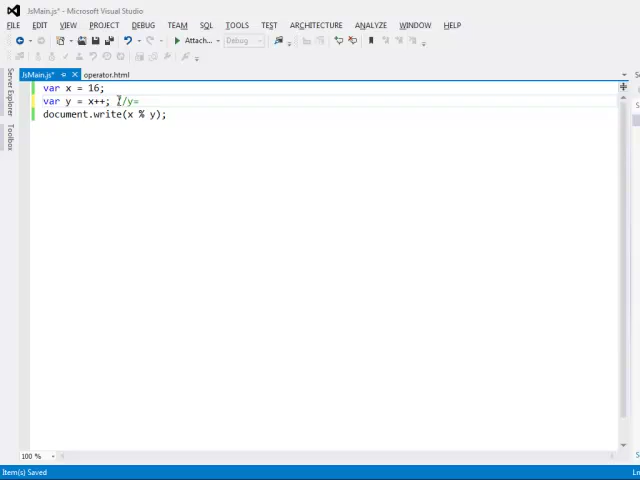 JsMain.js* - Microsoft Visual Studio
FILE EDIT VIEW PROJECT DEBUG TEAM SQL TOOLS TEST ARCHITECTURE ANALYZE WINDOW HELP
Attach... Debug
JsMain.js* operator.html
Server Explorer
Toolbox
var x = 16;
var y = x++; //y=
document.write(x % y);
100 %
Item(s) Saved